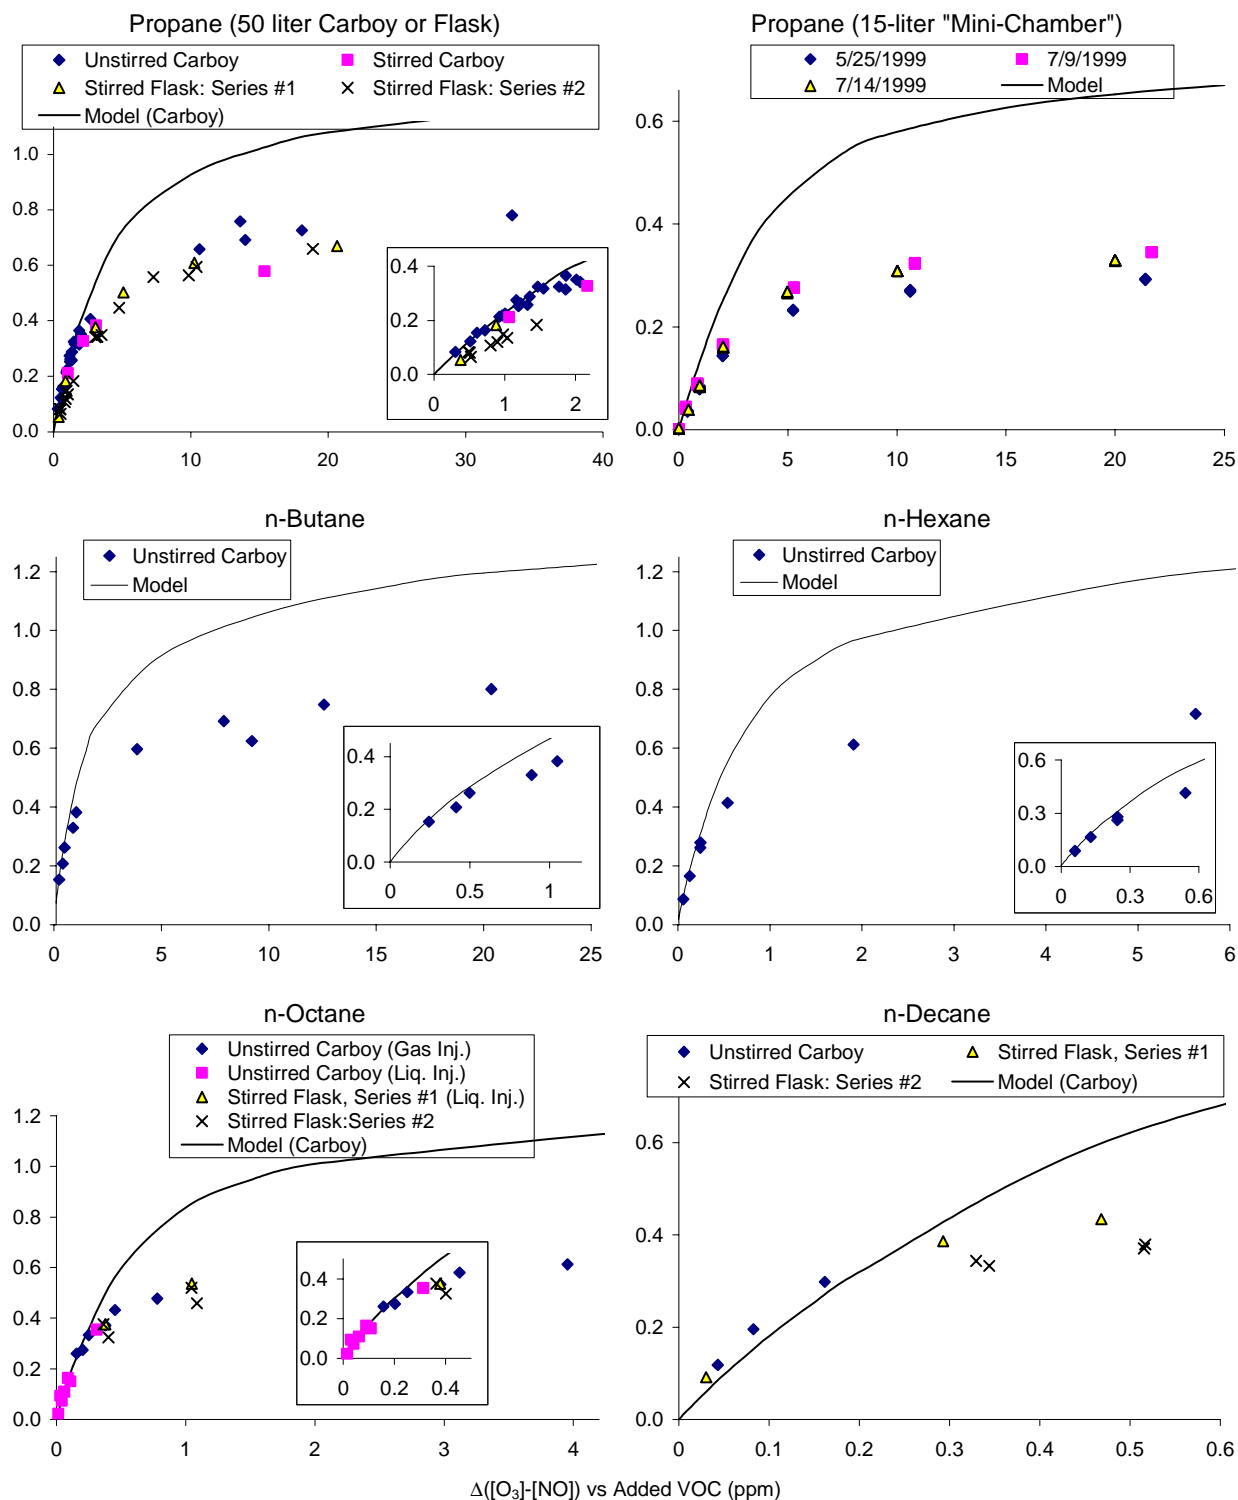 Propane (50 liter Carboy or Flask)
Unstirred Carboy
Stirred Carboy
Stirred Flask: Series #1
Stirred Flask: Series #2
Model (Carboy)
1.0
0.8
0.6
0.4
0.2
0.0
0 10 20 30 40
0.4
0.2
0.0
0 1 2
Propane (15-liter "Mini-Chamber")
5/25/1999
7/9/1999
7/14/1999
Model
0.6
0.4
0.2
0.0
0 5 10 15 20 25
n-Butane
Unstirred Carboy
Model
1.2
1.0
0.8
0.6
0.4
0.2
0.0
0 5 10 15 20 25
0.4
0.2
0.0
0 0.5 1
n-Hexane
Unstirred Carboy
Model
1.2
1.0
0.8
0.6
0.4
0.2
0.0
0 1 2 3 4 5 6
0.6
0.3
0.0
0 0.3 0.6
n-Octane
Unstirred Carboy (Gas Inj.)
Unstirred Carboy (Liq. Inj.)
Stirred Flask, Series #1 (Liq. Inj.)
Stirred Flask:Series #2
Model (Carboy)
1.2
1.0
0.8
0.6
0.4
0.2
0.0
0 1 2 3 4
0.4
0.2
0.0
0 0.2 0.4
n-Decane
Unstirred Carboy
Stirred Flask, Series #1
Stirred Flask: Series #2
Model (Carboy)
0.6
0.4
0.2
0.0
0 0.1 0.2 0.3 0.4 0.5 0.6
Δ([O₃]-[NO]) vs Added VOC (ppm)